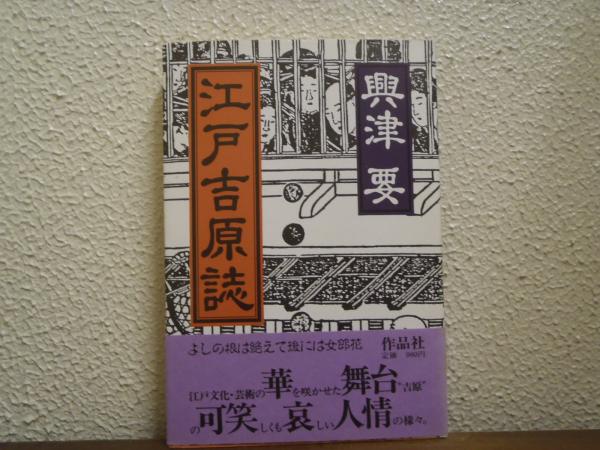 興津 要
江戸吉原誌
よしの根は絶えて後には女郎花
作品社
定価 980円
江戸文化・芸術の華を咲かせた舞台“吉原”
の可笑しくも哀しい人情の様々。